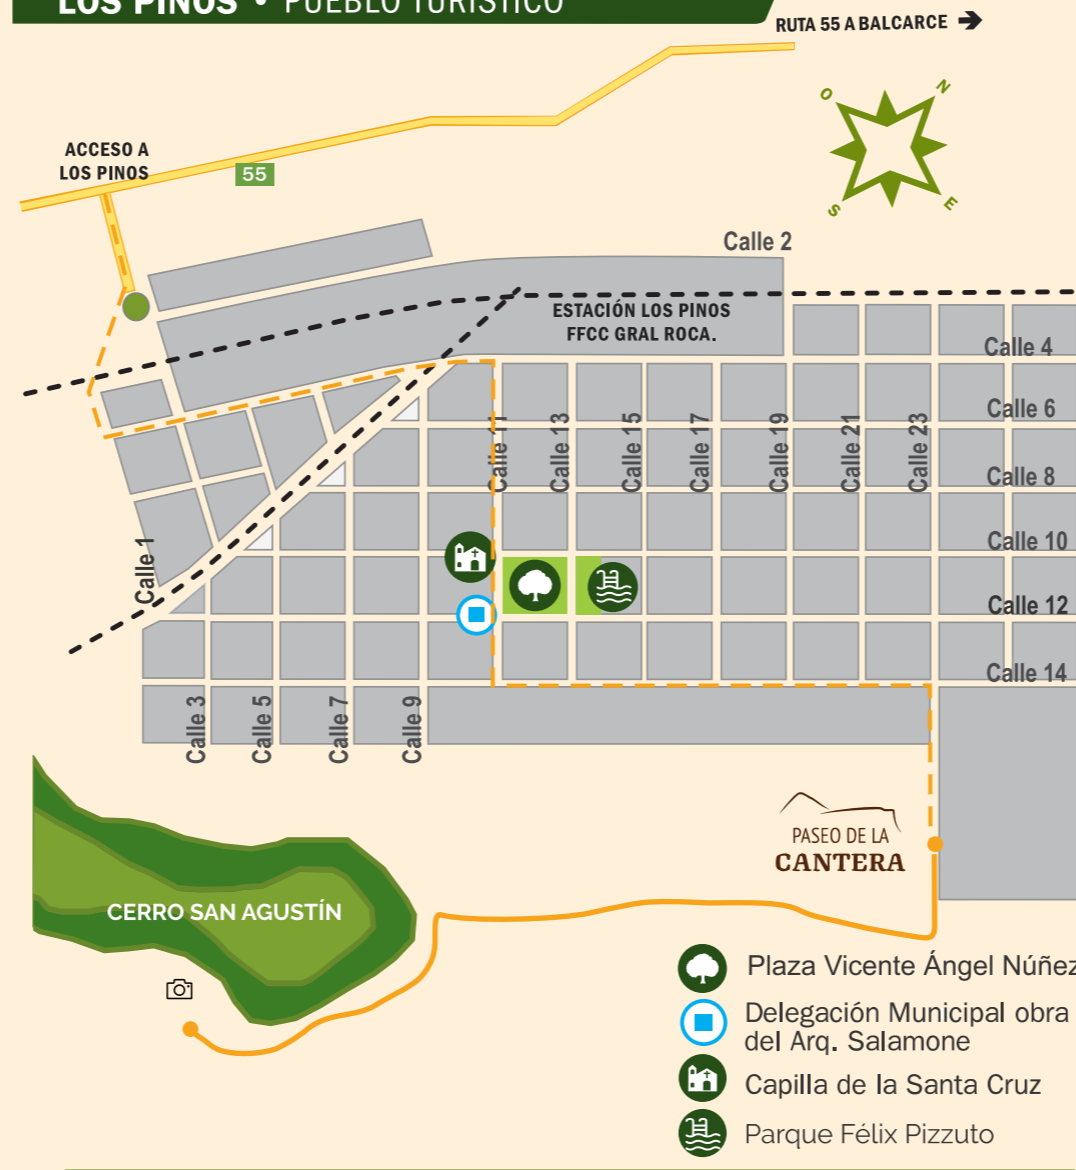 LOS PINOS • PUEBLO TURÍSTICO
RUTA 55 A BALCARCE
O
N
S
E
ACCESO A
LOS PINOS
55
Calle 2
ESTACIÓN LOS PINOS
FFCC GRAL ROCA.
Calle 4
Calle 6
Calle 8
Calle 10
Calle 12
Calle 14
Calle 11
Calle 13
Calle 15
Calle 17
Calle 19
Calle 21
Calle 23
Calle 1
Calle 3
Calle 5
Calle 7
Calle 9
PASEO DE LA
CANTERA
CERRO SAN AGUSTÍN
Plaza Vicente Ángel Núñez
Delegación Municipal obra
del Arq. Salamone
Capilla de la Santa Cruz
Parque Félix Pizzuto